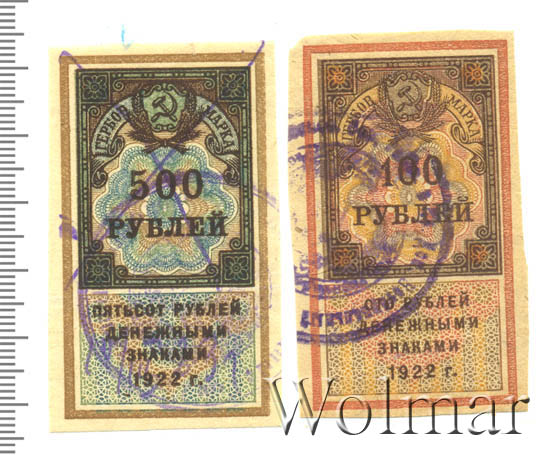 ГЕРБОВ. МАРКА
500
РУБЛЕЙ
ПЯТЬСОТ РУБЛЕЙ
ДЕНЕЖНЫМИ
ЗНАКАМИ
1922 г.
ГЕРБОВ. МАРКА
100
РУБЛЕЙ
СТО РУБЛЕЙ
ДЕНЕЖНЫМИ
ЗНАКАМИ
1922 г.
Wolmar